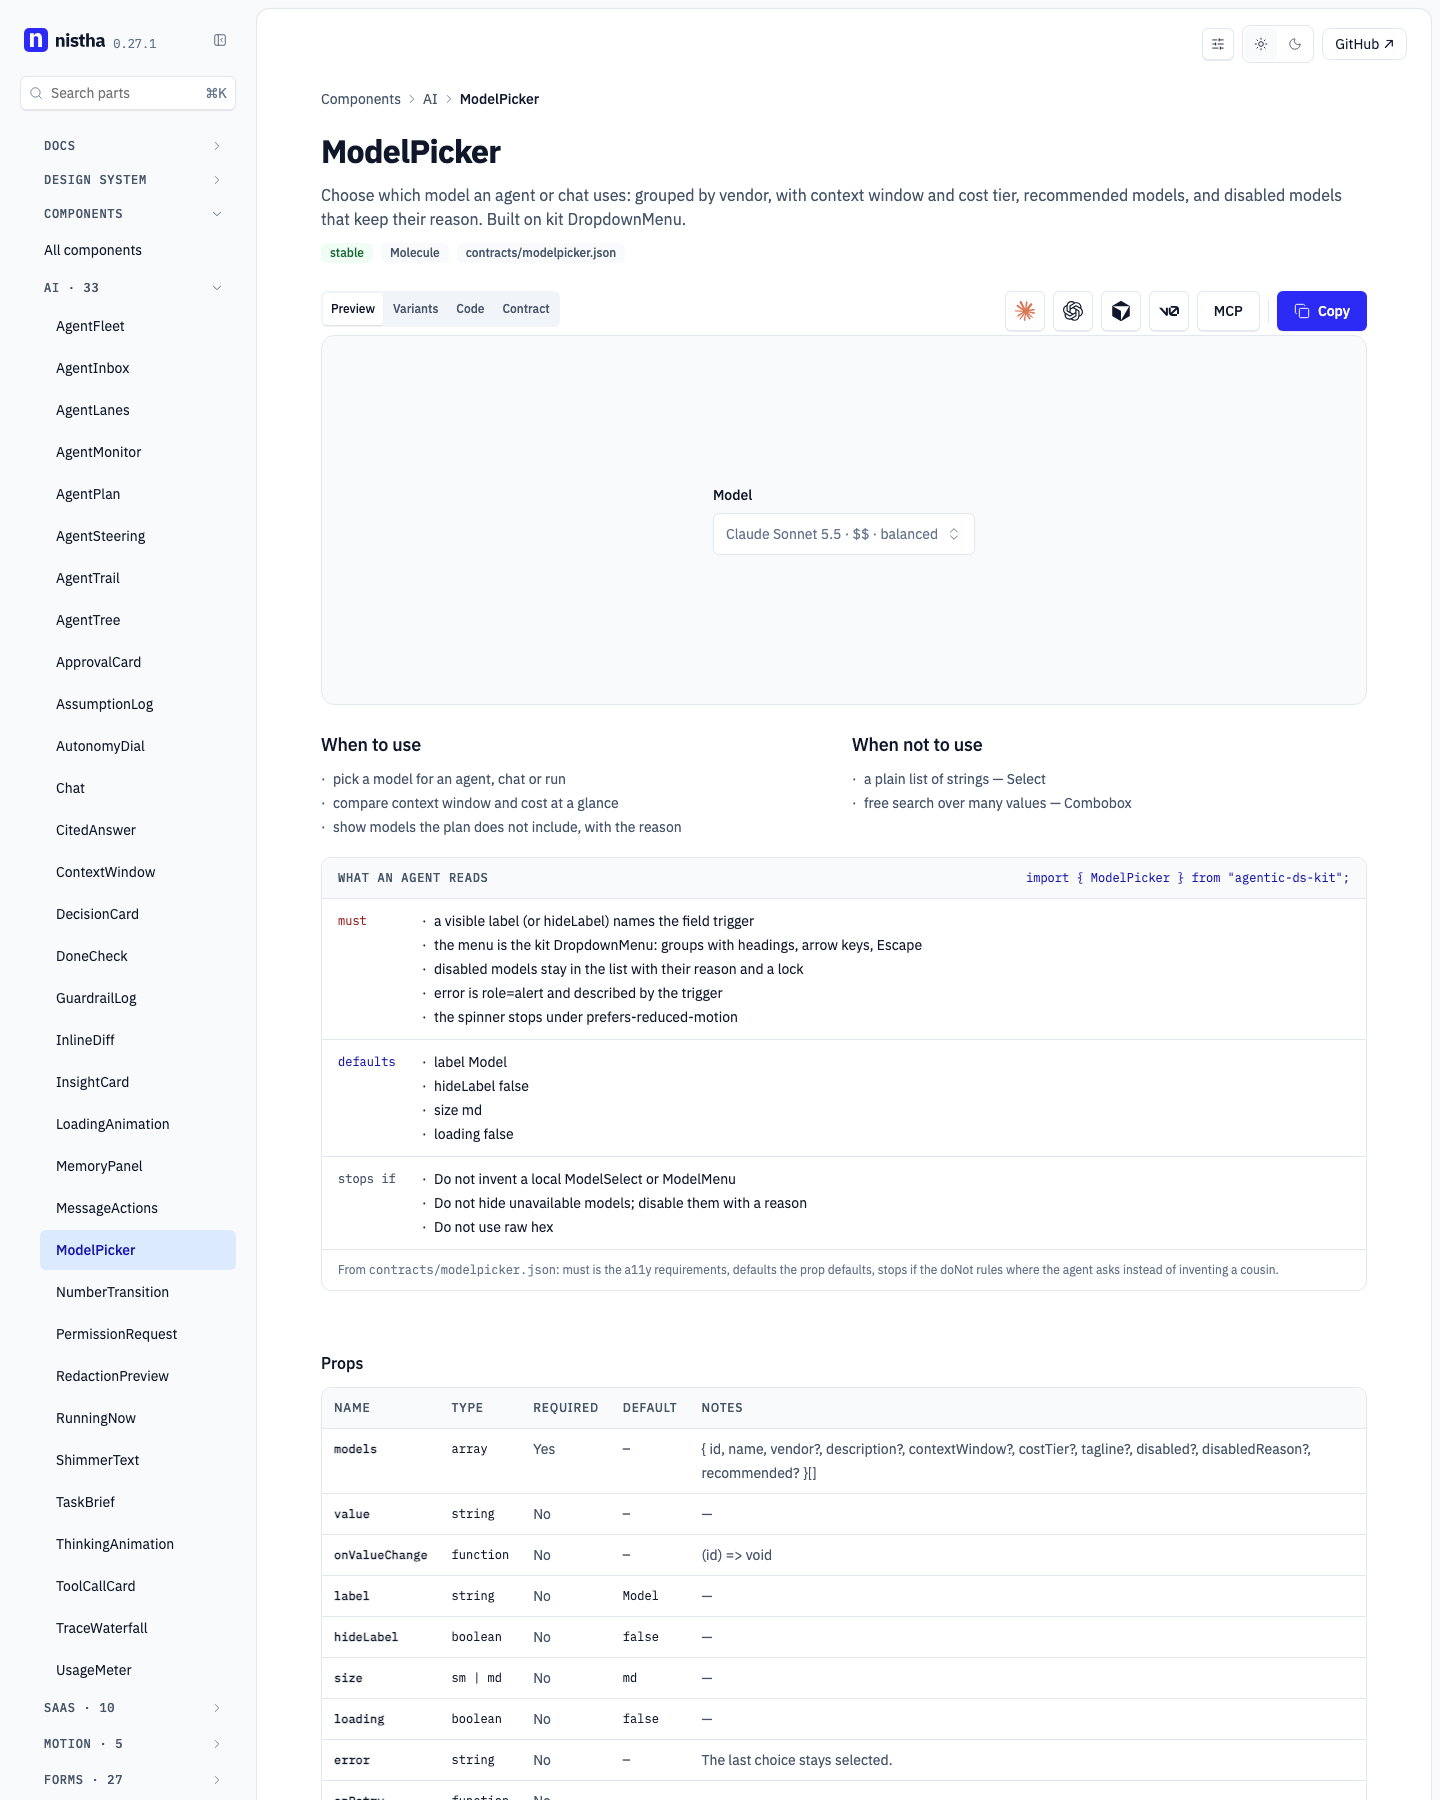 nistha 0.27.1
Search parts ⌘K
DOCS
DESIGN SYSTEM
COMPONENTS
All components
AI · 33
AgentFleet
AgentInbox
AgentLanes
AgentMonitor
AgentPlan
AgentSteering
AgentTrail
AgentTree
ApprovalCard
AssumptionLog
AutonomyDial
Chat
CitedAnswer
ContextWindow
DecisionCard
DoneCheck
GuardrailLog
InlineDiff
InsightCard
LoadingAnimation
MemoryPanel
MessageActions
ModelPicker
NumberTransition
PermissionRequest
RedactionPreview
RunningNow
ShimmerText
TaskBrief
ThinkingAnimation
ToolCallCard
TraceWaterfall
UsageMeter
SAAS · 10
MOTION · 5
FORMS · 27
GitHub ↗
Components > AI > ModelPicker
ModelPicker
Choose which model an agent or chat uses: grouped by vendor, with context window and cost tier, recommended models, and disabled models
that keep their reason. Built on kit DropdownMenu.
stable Molecule contracts/modelpicker.json
Preview Variants Code Contract
v0 MCP Copy
Model
Claude Sonnet 5.5 · $$ · balanced
When to use
· pick a model for an agent, chat or run
· compare context window and cost at a glance
· show models the plan does not include, with the reason
When not to use
· a plain list of strings — Select
· free search over many values — Combobox
WHAT AN AGENT READS import { ModelPicker } from "agentic-ds-kit";
must · a visible label (or hideLabel) names the field trigger
· the menu is the kit DropdownMenu: groups with headings, arrow keys, Escape
· disabled models stay in the list with their reason and a lock
· error is role=alert and described by the trigger
· the spinner stops under prefers-reduced-motion
defaults · label Model
· hideLabel false
· size md
· loading false
stops if · Do not invent a local ModelSelect or ModelMenu
· Do not hide unavailable models; disable them with a reason
· Do not use raw hex
From contracts/modelpicker.json: must is the a11y requirements, defaults the prop defaults, stops if the doNot rules where the agent asks instead of inventing a cousin.
Props
NAME TYPE REQUIRED DEFAULT NOTES
models array Yes — { id, name, vendor?, description?, contextWindow?, costTier?, tagline?, disabled?, disabledReason?,
recommended? }[]
value string No — —
onValueChange function No — (id) => void
label string No Model —
hideLabel boolean No false —
size sm | md No md —
loading boolean No false —
error string No — The last choice stays selected.
onRetry function No